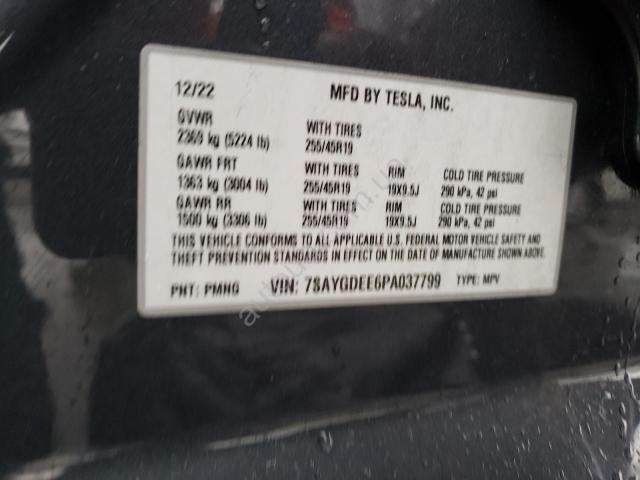 12/22 MFD BY TESLA, INC.
GVWR
2369 kg (5224 lb) WITH TIRES 255/45R19
GAWR FRT WITH TIRES RIM COLD TIRE PRESSURE
1363 kg (3004 lb) 255/45R19 19X9.5J 290 kPa, 42 psi
GAWR RR WITH TIRES RIM COLD TIRE PRESSURE
1500 kg (3306 lb) 255/45R19 19X9.5J 290 kPa, 42 psi
THIS VEHICLE CONFORMS TO ALL APPLICABLE U.S. FEDERAL MOTOR VEHICLE SAFETY AND
THEFT PREVENTION STANDARDS IN EFFECT ON THE DATE OF MANUFACTURE SHOWN ABOVE.
PNT: PMNG VIN: 7SAYGDEE6PA037799 TYPE: MPV